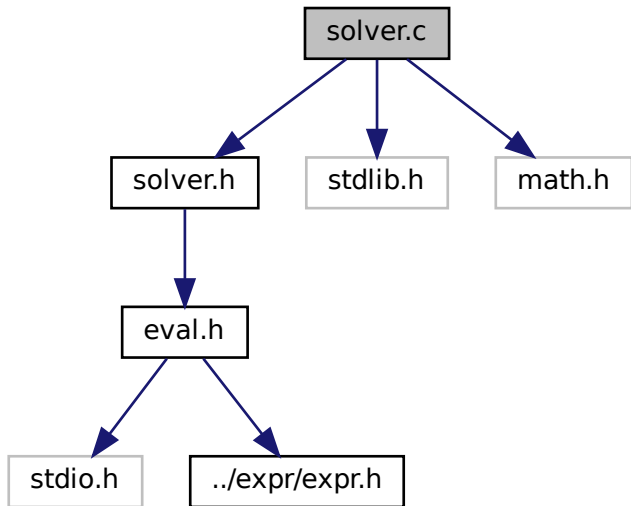 solver.c
solver.h
stdlib.h
math.h
eval.h
stdio.h
../expr/expr.h